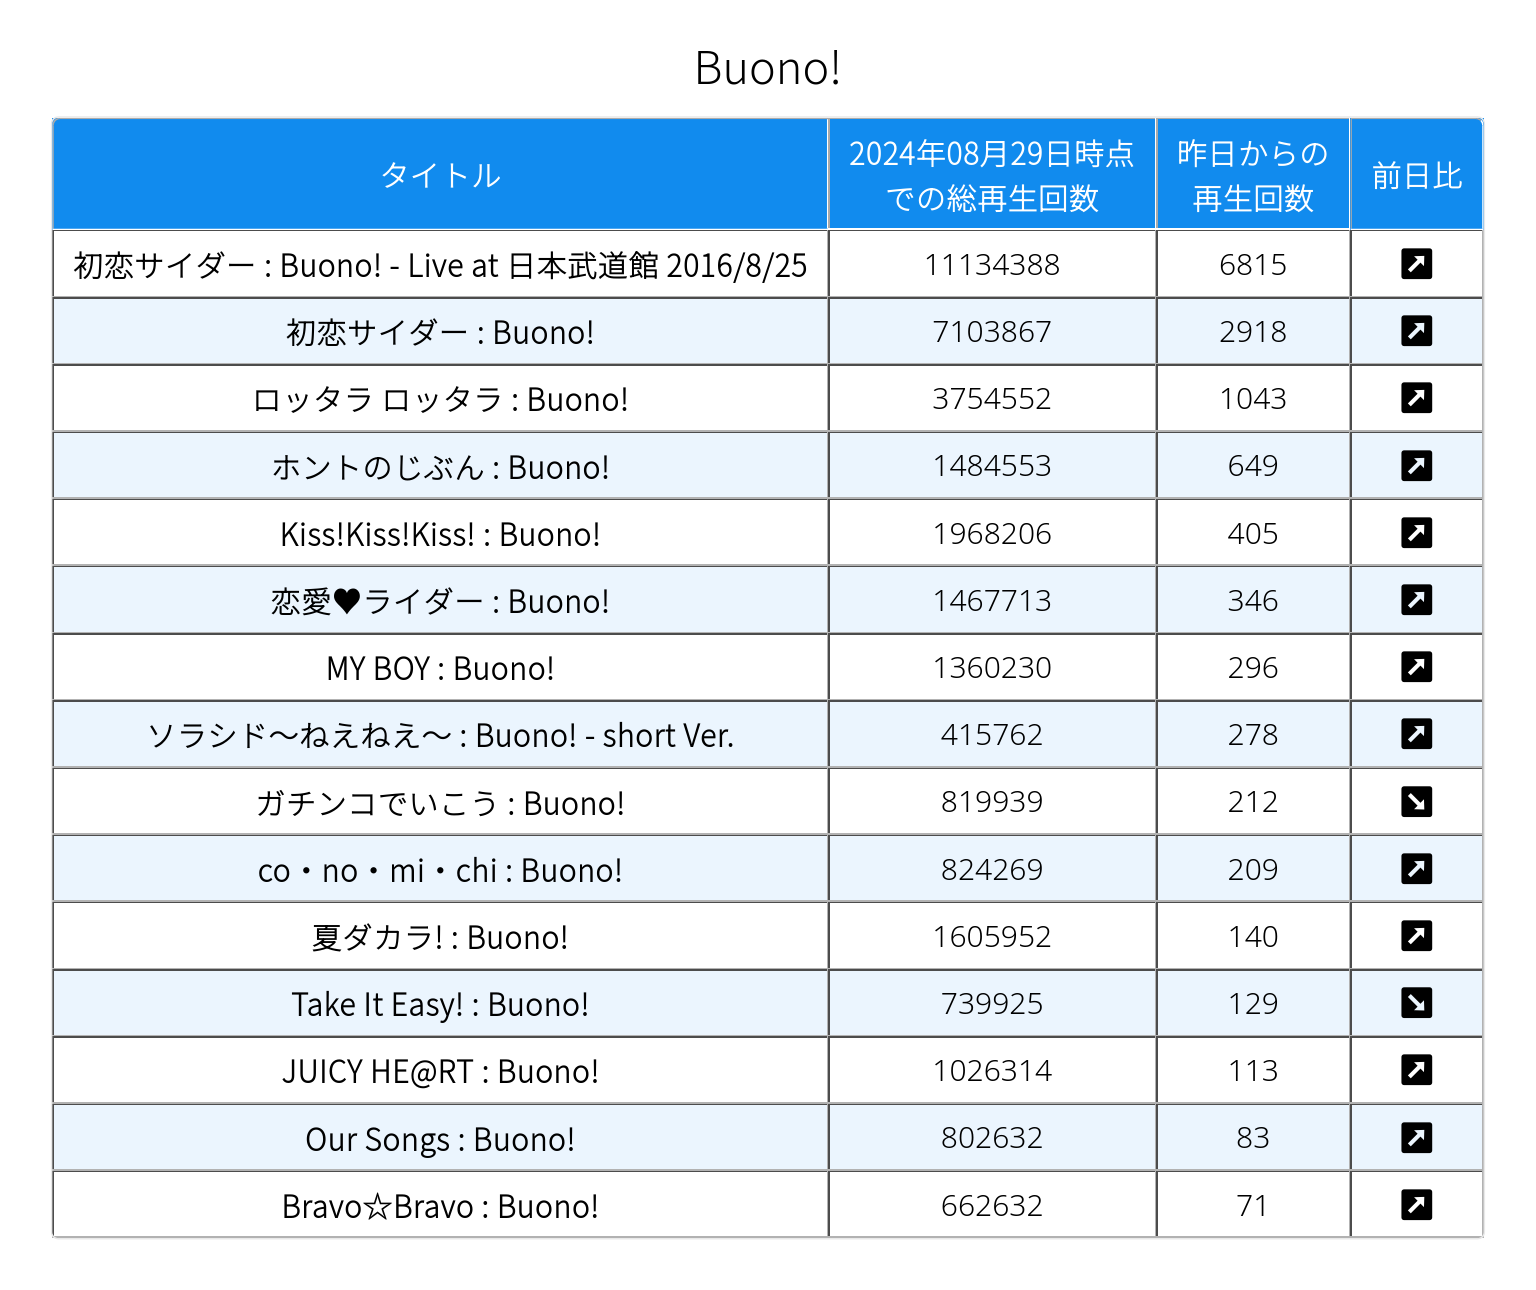 Buono!
タイトル 2024年08月29日時点での総再生回数 昨日からの再生回数 前日比
初恋サイダー : Buono! - Live at 日本武道館 2016/8/25 11134388 6815 ↗
初恋サイダー : Buono! 7103867 2918 ↗
ロッタラ ロッタラ : Buono! 3754552 1043 ↗
ホントのじぶん : Buono! 1484553 649 ↗
Kiss!Kiss!Kiss! : Buono! 1968206 405 ↗
恋愛♥ライダー : Buono! 1467713 346 ↗
MY BOY : Buono! 1360230 296 ↗
ソラシド〜ねえねえ〜 : Buono! - short Ver. 415762 278 ↗
ガチンコでいこう : Buono! 819939 212 ↘
co・no・mi・chi : Buono! 824269 209 ↗
夏ダカラ! : Buono! 1605952 140 ↗
Take It Easy! : Buono! 739925 129 ↘
JUICY HE@RT : Buono! 1026314 113 ↗
Our Songs : Buono! 802632 83 ↗
Bravo☆Bravo : Buono! 662632 71 ↗